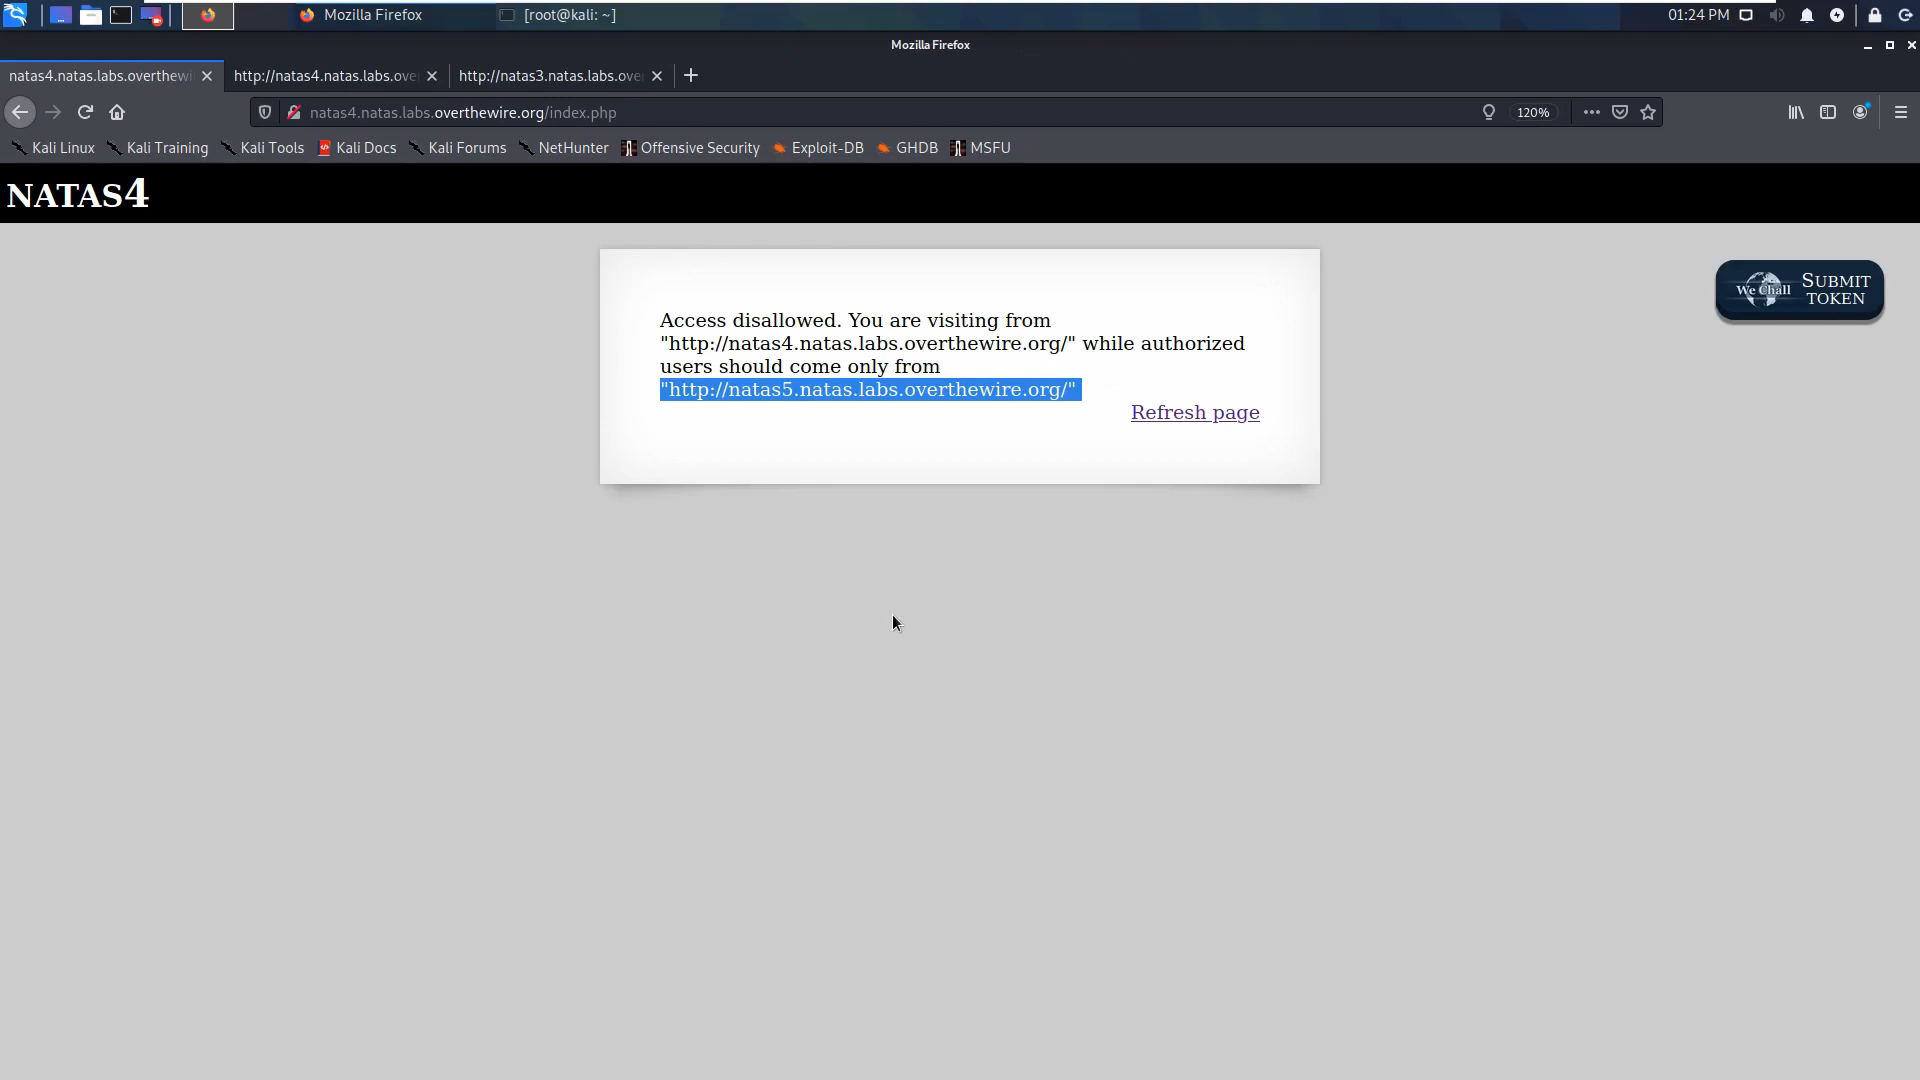 01:24 PM
Mozilla Firefox
[root@kali: ~]
Mozilla Firefox
natas4.natas.labs.overthewi
http://natas4.natas.labs.ove
http://natas3.natas.labs.ove
natas4.natas.labs.overthewire.org/index.php
120%
Kali Linux
Kali Training
Kali Tools
Kali Docs
Kali Forums
NetHunter
Offensive Security
Exploit-DB
GHDB
MSFU
NATAS4
Access disallowed. You are visiting from
"http://natas4.natas.labs.overthewire.org/" while authorized
users should come only from
"http://natas5.natas.labs.overthewire.org/"
Refresh page
We Chall
SUBMIT
TOKEN